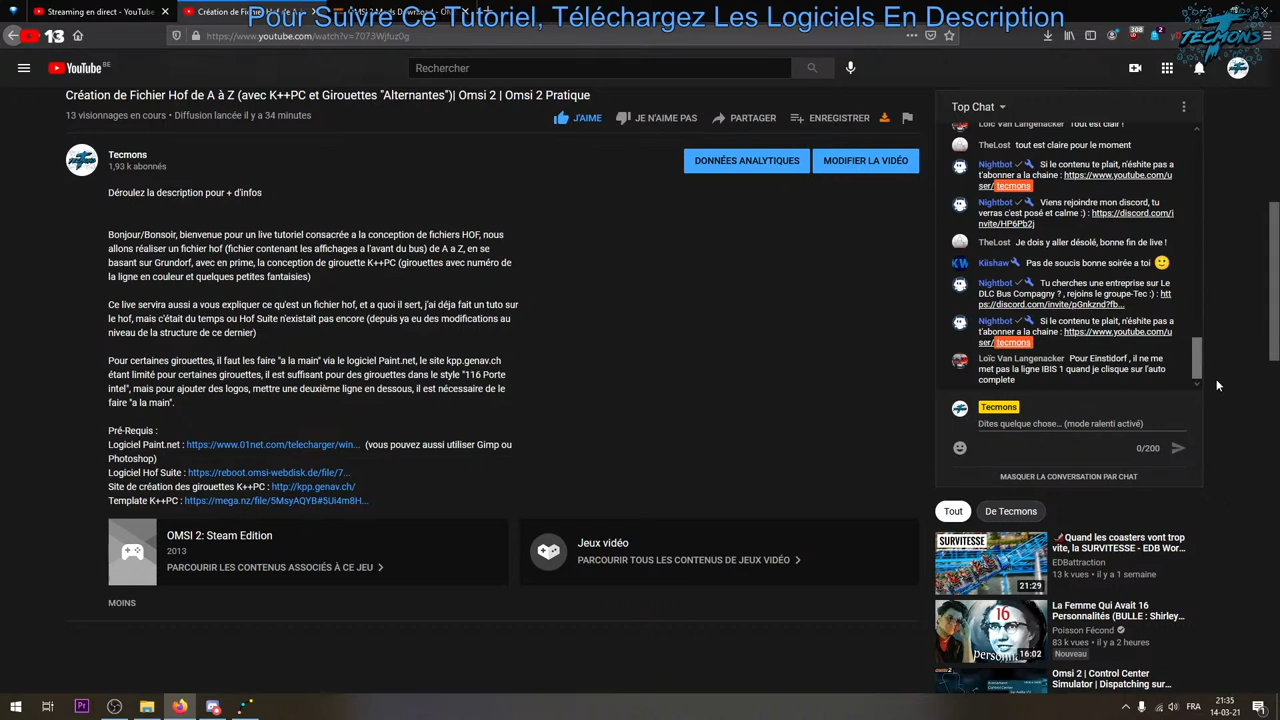 Pour Suivre Ce Tutoriel, Téléchargez Les Logiciels En Description
Streaming en direct - YouTube
Création de Fichier Hof de A à
13
https://www.youtube.com/watch?v=7073Wjfuz0g
308
2
TECMONS
YouTube BE
Rechercher
Création de Fichier Hof de A à Z (avec K++PC et Girouettes "Alternantes")| Omsi 2 | Omsi 2 Pratique
13 visionnages en cours • Diffusion lancée il y a 34 minutes
J'AIME
JE N'AIME PAS
PARTAGER
ENREGISTRER
Tecmons
1,93 k abonnés
DONNÉES ANALYTIQUES
MODIFIER LA VIDÉO
Déroulez la description pour + d'infos
Bonjour/Bonsoir, bienvenue pour un live tutoriel consacrée a la conception de fichiers HOF, nous
allons réaliser un fichier hof (fichier contenant les affichages a l'avant du bus) de A a Z, en se
basant sur Grundorf, avec en prime, la conception de girouette K++PC (girouettes avec numéro de
la ligne en couleur et quelques petites fantaisies)
Ce live servira aussi a vous expliquer ce qu'est un fichier hof, et a quoi il sert, j'ai déja fait un tuto sur
le hof, mais c'était du temps ou Hof Suite n'existait pas encore (depuis ya eu des modifications au
niveau de la structure de ce dernier)
Pour certaines girouettes, il faut les faire "a la main" via le logiciel Paint.net, le site kpp.genav.ch
étant limité pour certaines girouettes, il est suffisant pour des girouettes dans le style "116 Porte
intel", mais pour ajouter des logos, mettre une deuxième ligne en dessous, il est nécessaire de le
faire "a la main".
Pré-Requis :
Logiciel Paint.net : https://www.01net.com/telecharger/win... (vous pouvez aussi utiliser Gimp ou
Photoshop)
Logiciel Hof Suite : https://reboot.omsi-webdisk.de/file/7...
Site de création des girouettes K++PC : http://kpp.genav.ch/
Template K++PC : https://mega.nz/file/5MsyAQYB#5Ui4m8H...
OMSI 2: Steam Edition
2013
PARCOURIR LES CONTENUS ASSOCIÉS À CE JEU
Jeux vidéo
PARCOURIR TOUS LES CONTENUS DE JEUX VIDÉO
MOINS
Top Chat
Loïc Van Langenacker Tout est clair !
TheLost tout est claire pour le moment
Nightbot Si le contenu te plait, n'éshite pas a
t'abonner a la chaine : https://www.youtube.com/u
ser/tecmons
Nightbot Viens rejoindre mon discord, tu
verras c'est posé et calme :) : https://discord.com/i
nvite/HP6Pb2j
TheLost Je dois y aller désolé, bonne fin de live !
Kiishaw Pas de soucis bonne soirée a toi
Nightbot Tu cherches une entreprise sur Le
DLC Bus Compagny ? , rejoins le groupe-Tec :) : htt
ps://discord.com/invite/pGnkznd?fb...
Nightbot Si le contenu te plait, n'éshite pas a
t'abonner a la chaine : https://www.youtube.com/u
ser/tecmons
Loïc Van Langenacker Pour Einstidorf , il ne me
met pas la ligne IBIS 1 quand je clisque sur l'auto
complete
Tecmons
Dites quelque chose... (mode ralenti activé)
0/200
MASQUER LA CONVERSATION PAR CHAT
Tout
De Tecmons
SURVITESSE
21:29
Quand les coasters vont trop
vite, la SURVITESSE - EDB Wor...
EDBattraction
13 k vues • il y a 1 semaine
16
16:02
La Femme Qui Avait 16
Personnalités (BULLE : Shirley...
Poisson Fécond
83 k vues • il y a 2 heures
Nouveau
Omsi 2 | Control Center
Simulator | Dispatching sur...
FRA
21:35
14-03-21